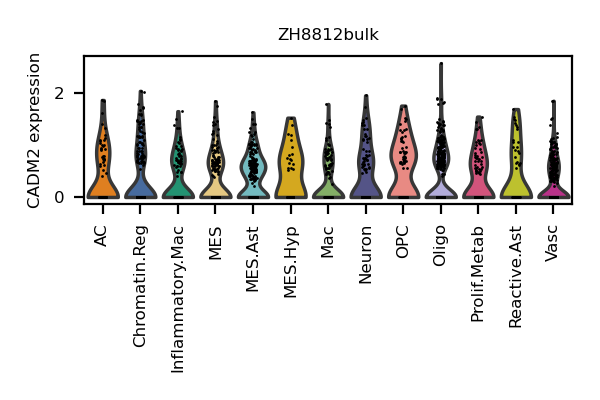 ZH8812bulk
CADM2 expression
2
0
AC
Chromatin.Reg
Inflammatory.Mac
MES
MES.Ast
MES.Hyp
Mac
Neuron
OPC
Oligo
Prolif.Metab
Reactive.Ast
Vasc